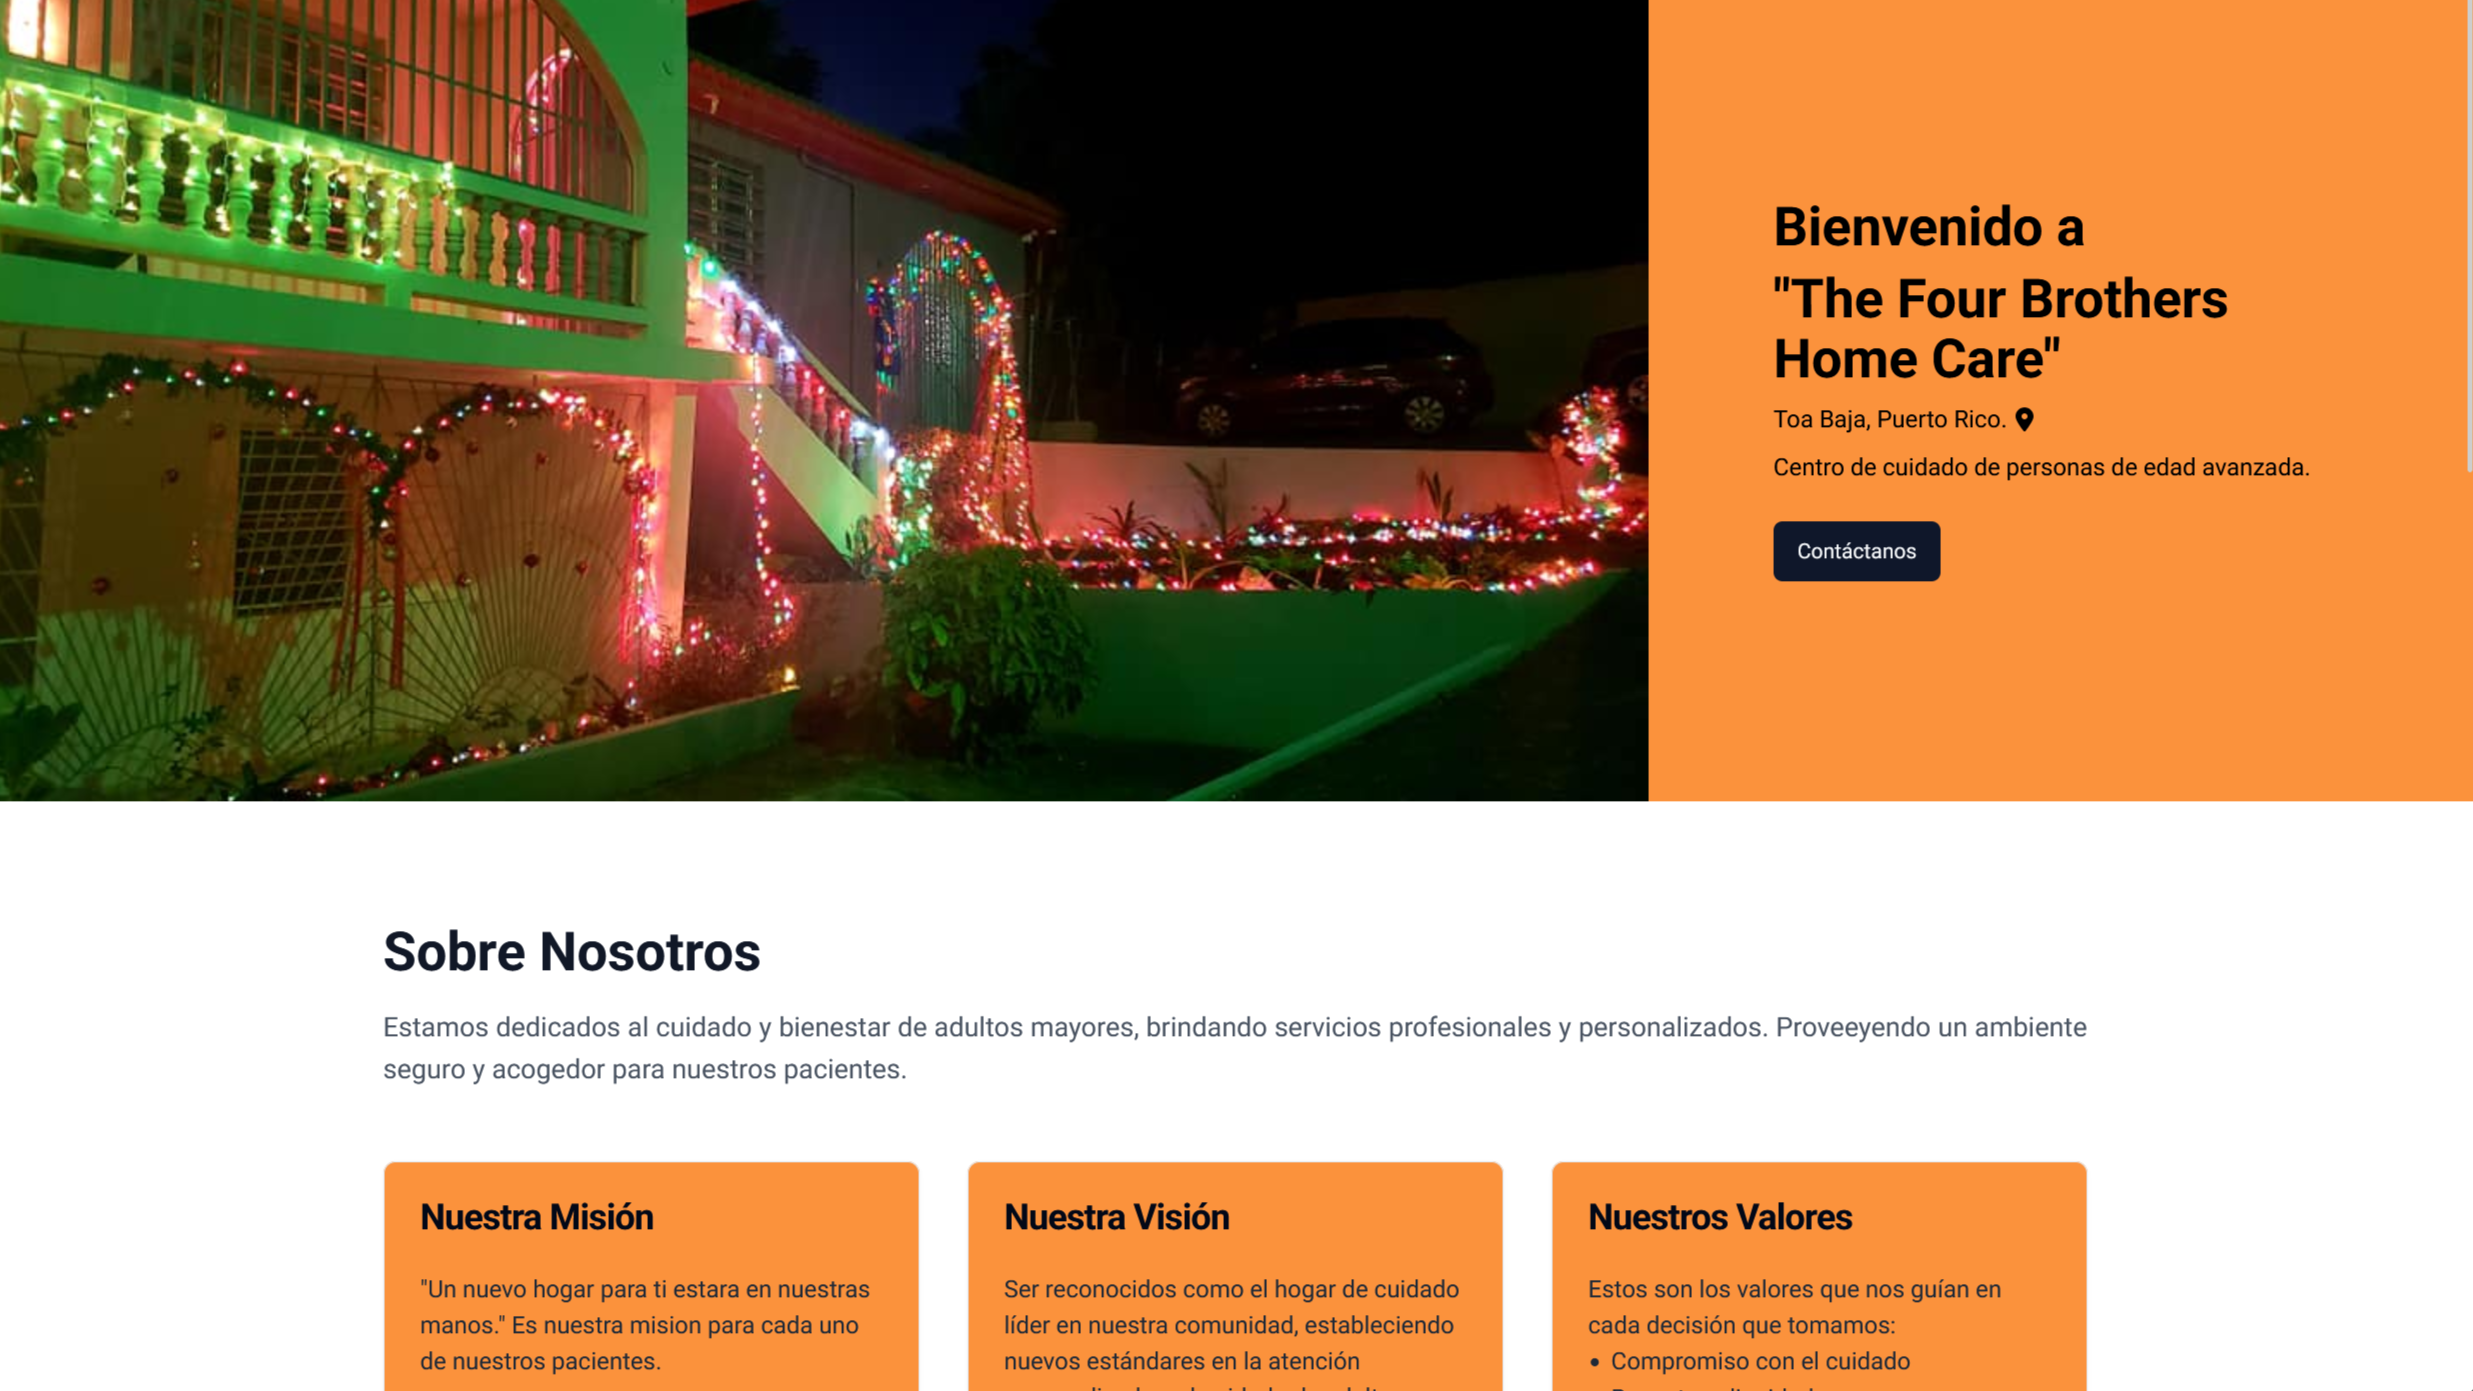 Bienvenido a
"The Four Brothers
Home Care"
Toa Baja, Puerto Rico.
Centro de cuidado de personas de edad avanzada.
Contáctanos
Sobre Nosotros
Estamos dedicados al cuidado y bienestar de adultos mayores, brindando servicios profesionales y personalizados. Proveeyendo un ambiente
seguro y acogedor para nuestros pacientes.
Nuestra Misión
"Un nuevo hogar para ti estara en nuestras
manos." Es nuestra mision para cada uno
de nuestros pacientes.
Nuestra Visión
Ser reconocidos como el hogar de cuidado
líder en nuestra comunidad, estableciendo
nuevos estándares en la atención
Nuestros Valores
Estos son los valores que nos guían en
cada decisión que tomamos:
• Compromiso con el cuidado